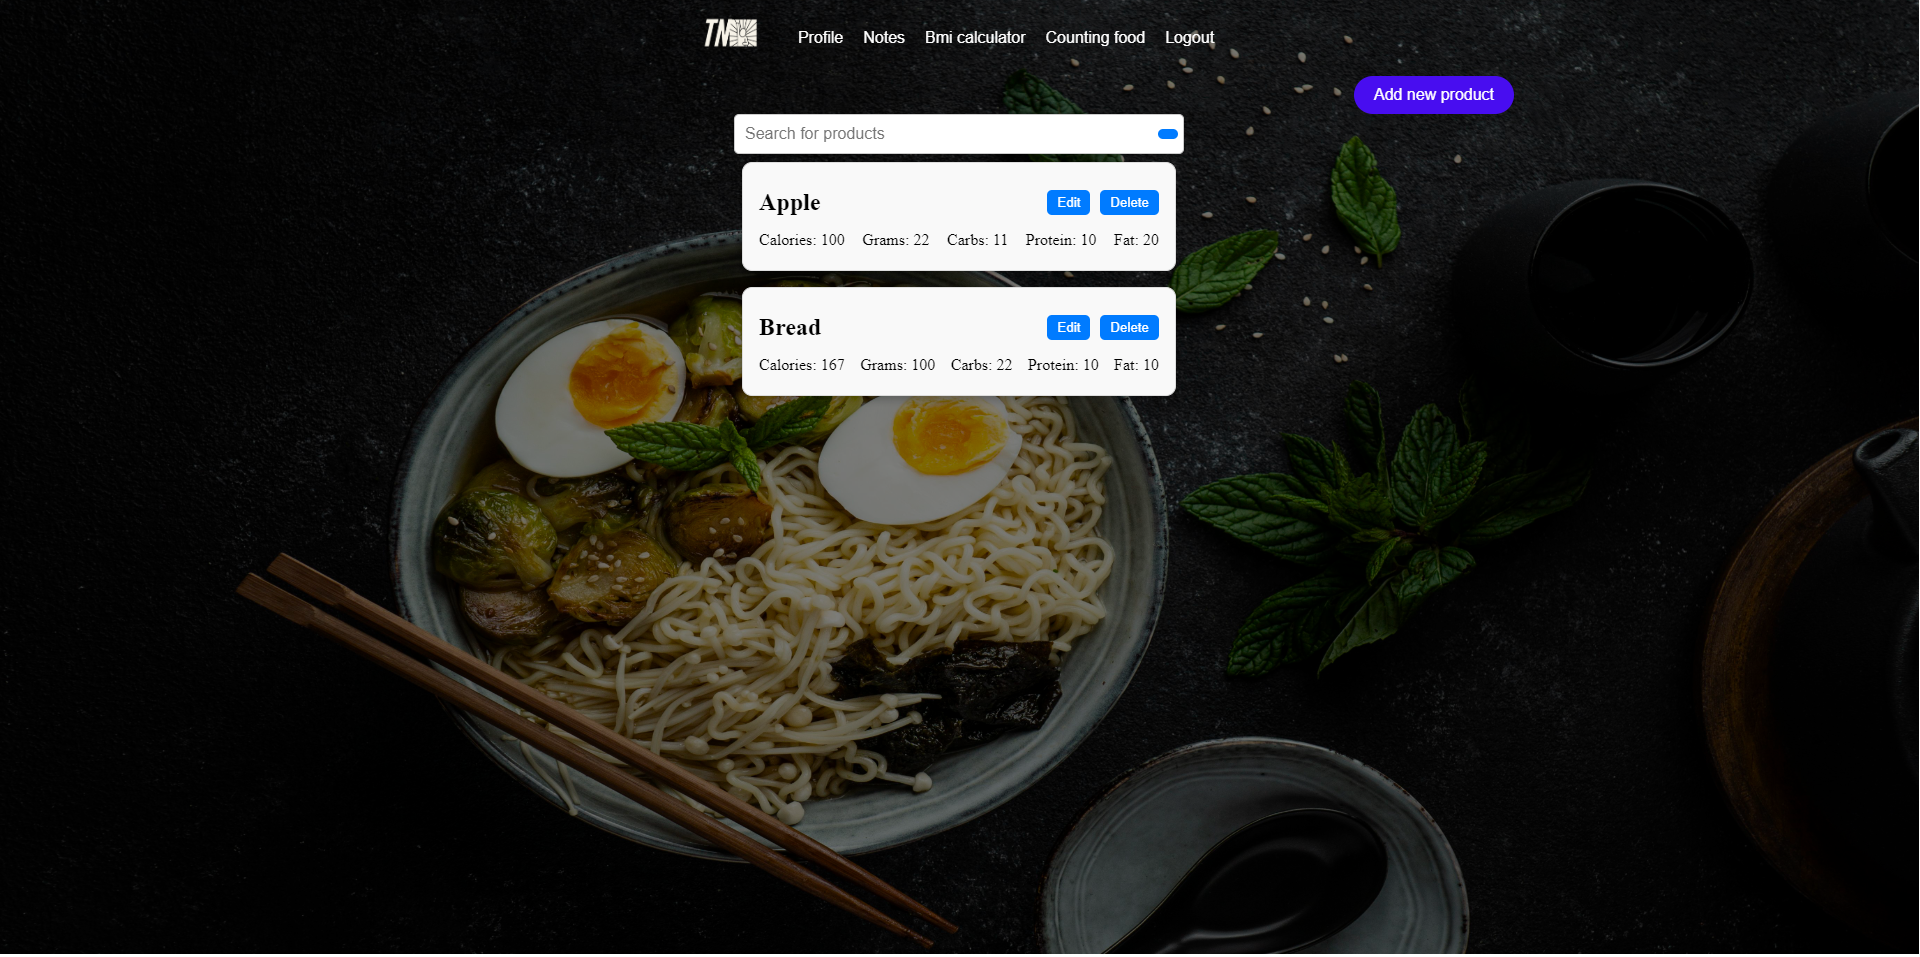 TN
Profile Notes Bmi calculator Counting food Logout
Add new product
Search for products
Apple Edit Delete
Calories: 100 Grams: 22 Carbs: 11 Protein: 10 Fat: 20
Bread Edit Delete
Calories: 167 Grams: 100 Carbs: 22 Protein: 10 Fat: 10